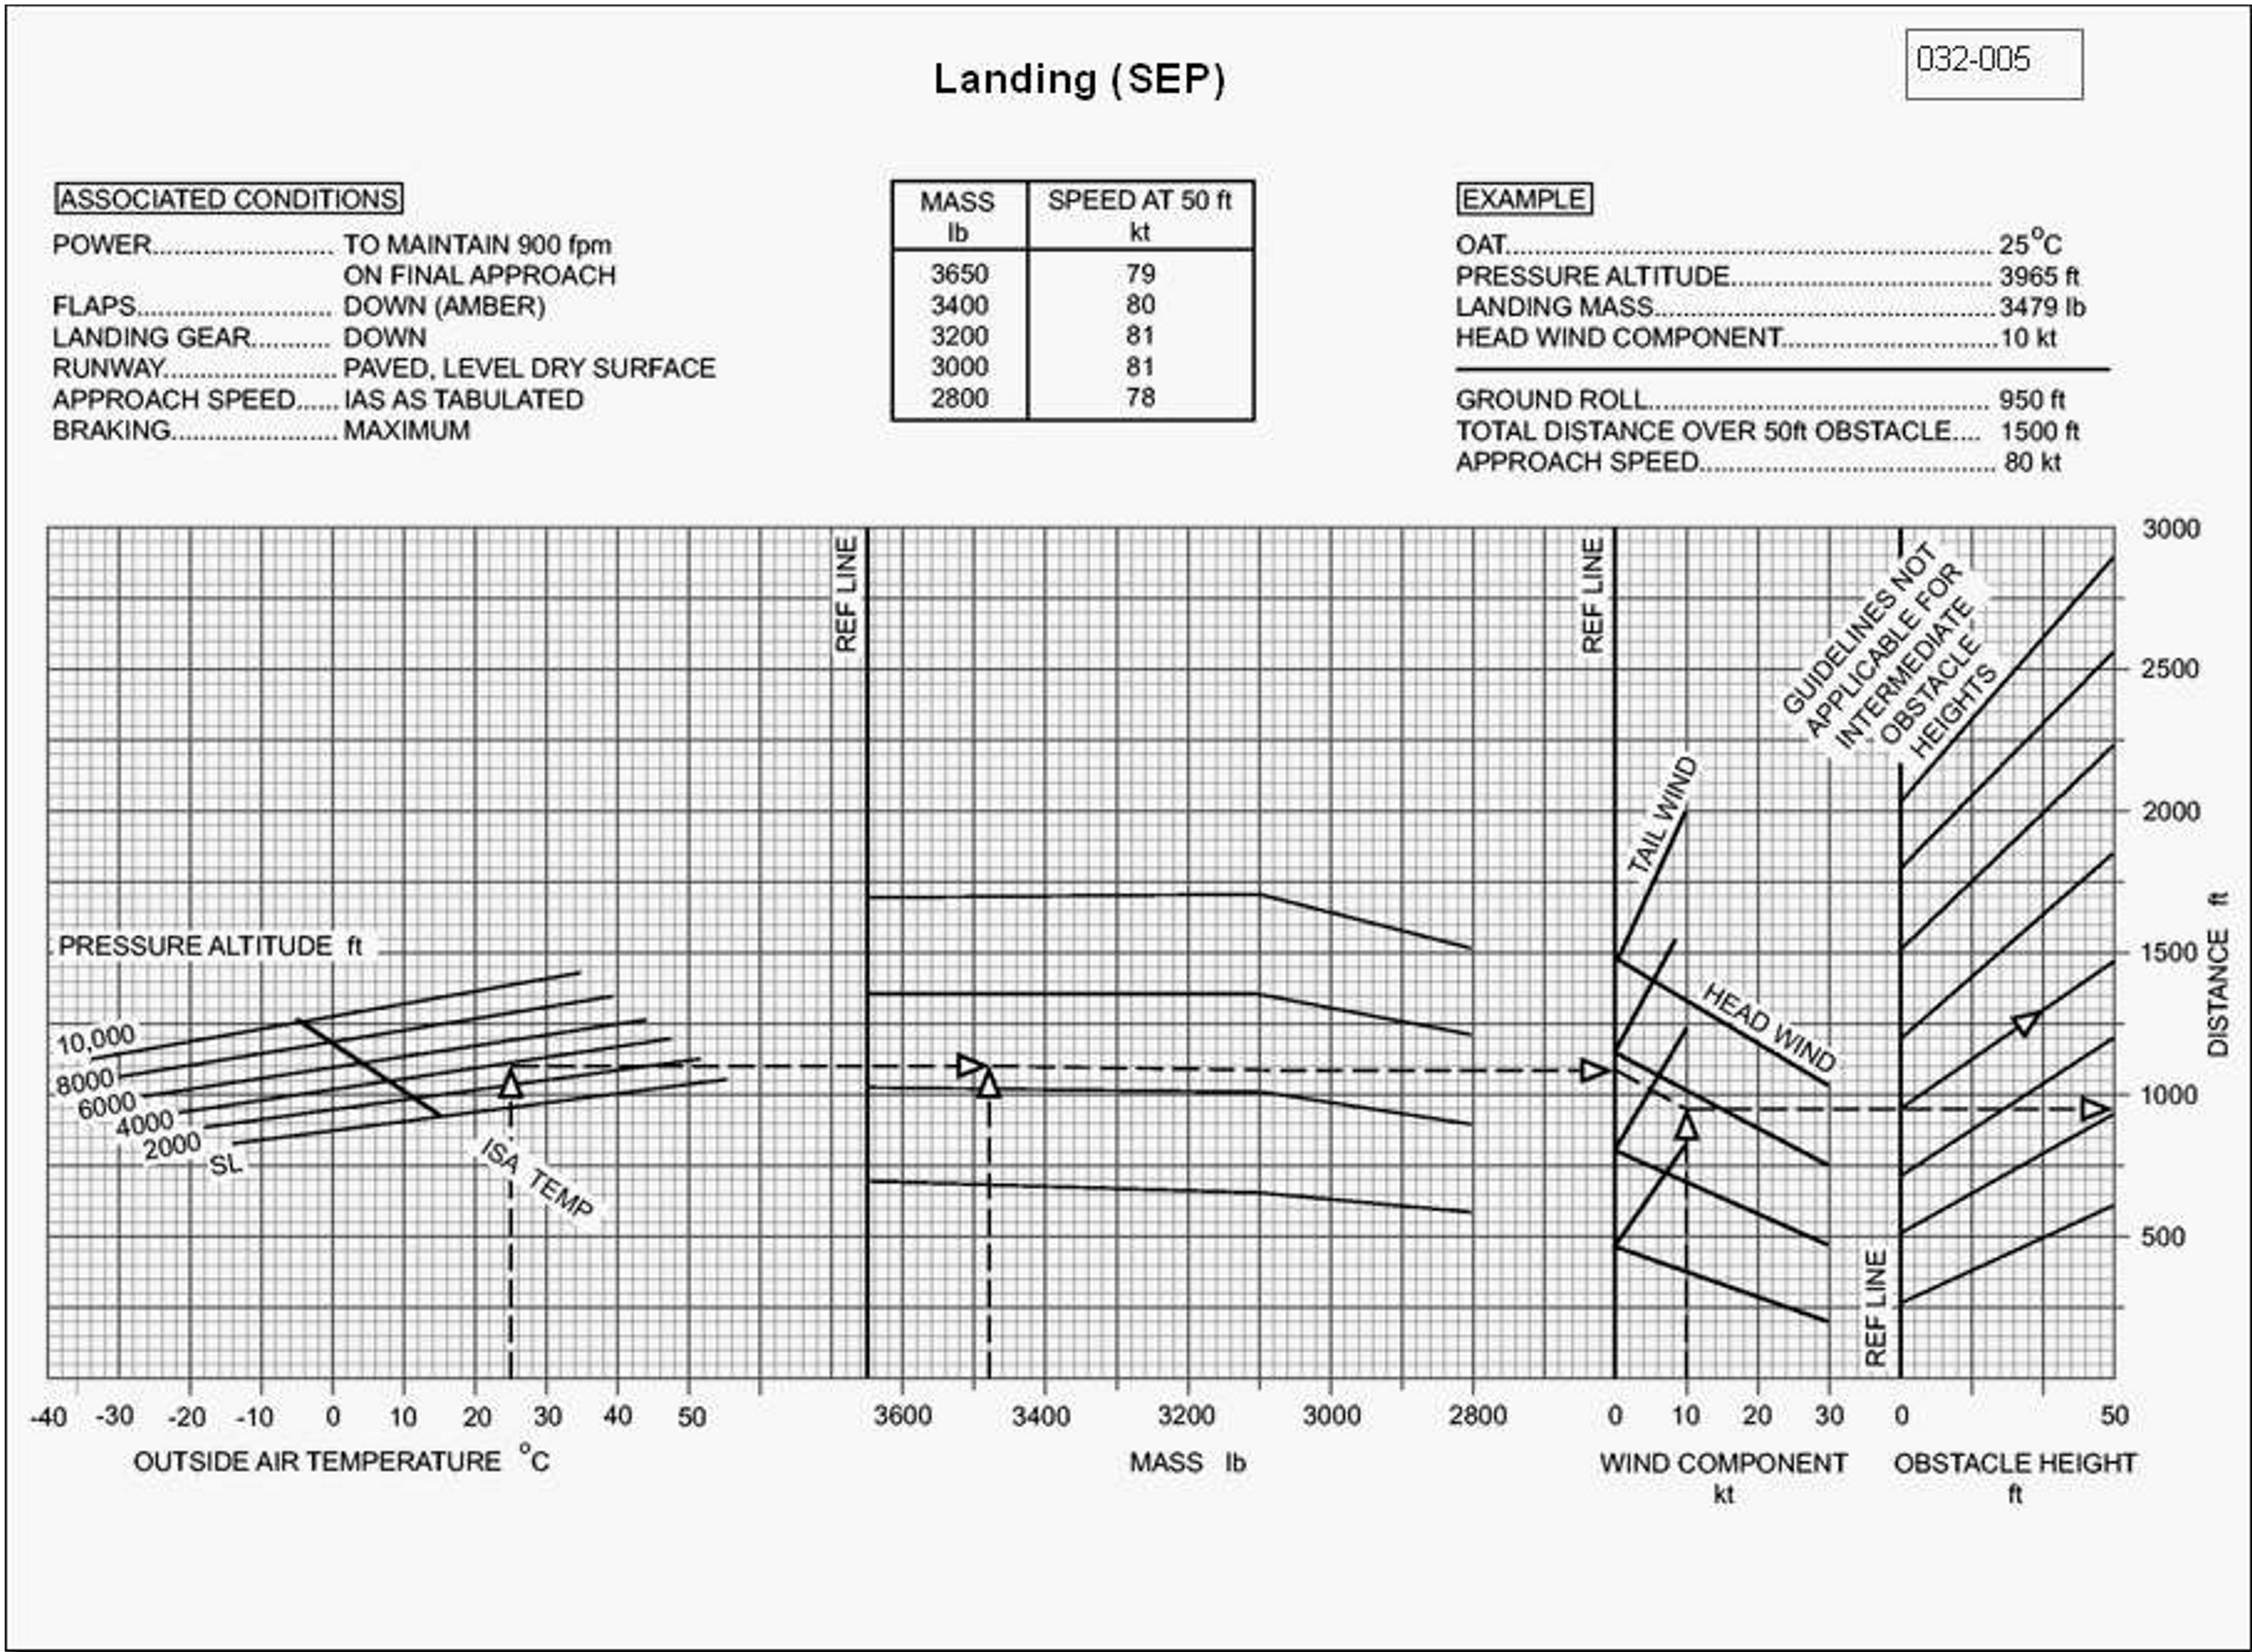 032-005
Landing (SEP)
ASSOCIATED CONDITIONS
POWER......................... TO MAINTAIN 900 fpm
ON FINAL APPROACH
FLAPS........................... DOWN (AMBER)
LANDING GEAR........... DOWN
RUNWAY........................ PAVED, LEVEL DRY SURFACE
APPROACH SPEED...... IAS AS TABULATED
BRAKING....................... MAXIMUM
MASS SPEED AT 50 ft
lb kt
3650 79
3400 80
3200 81
3000 81
2800 78
EXAMPLE
OAT.................................................................. 25°C
PRESSURE ALTITUDE.................................... 3965 ft
LANDING MASS............................................... 3479 lb
HEAD WIND COMPONENT.............................. 10 kt
GROUND ROLL............................................... 950 ft
TOTAL DISTANCE OVER 50ft OBSTACLE.... 1500 ft
APPROACH SPEED......................................... 80 kt
REF LINE
REF LINE
GUIDELINES NOT
APPLICABLE FOR
INTERMEDIATE
OBSTACLE
HEIGHTS
3000
2500
2000
1500
1000
500
DISTANCE ft
TAIL WIND
HEAD WIND
PRESSURE ALTITUDE ft
10,000
8000
6000
4000
2000
SL
ISA TEMP
REF LINE
-40 -30 -20 -10 0 10 20 30 40 50 3600 3400 3200 3000 2800 0 10 20 30 0 50
OUTSIDE AIR TEMPERATURE °C MASS lb WIND COMPONENT OBSTACLE HEIGHT
kt ft